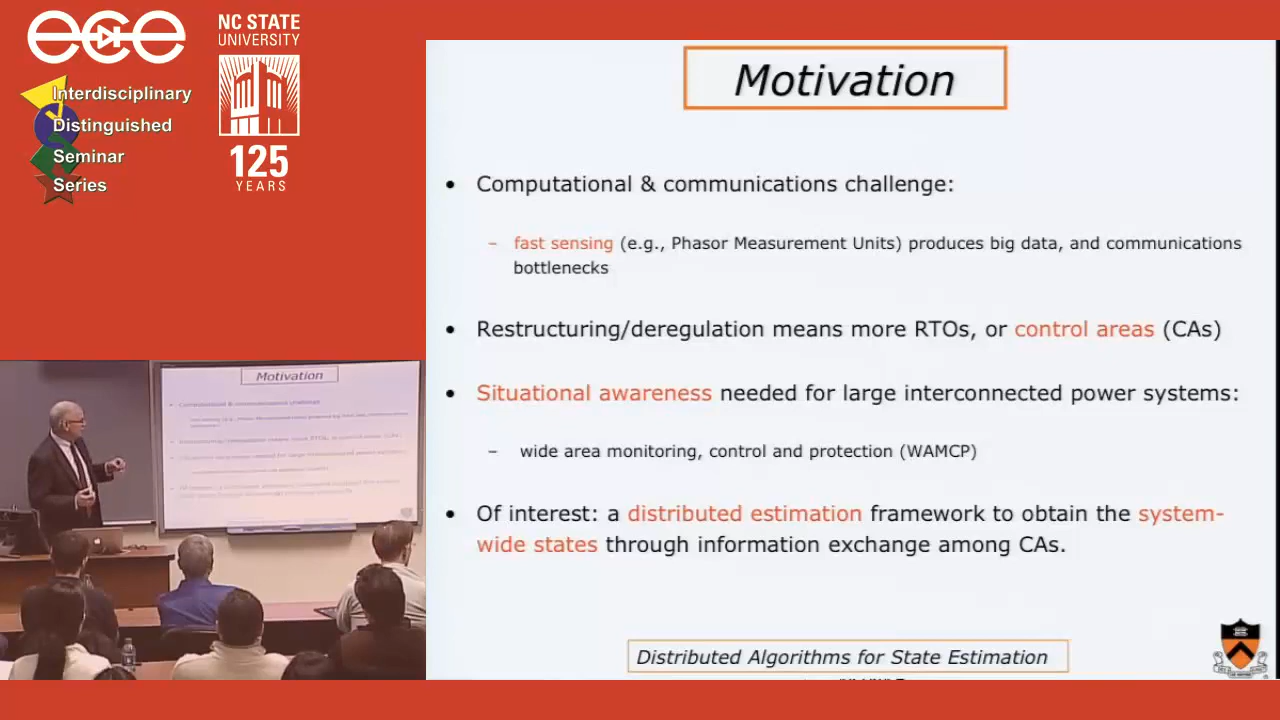 ece
Interdisciplinary
Distinguished
Seminar
Series
NC STATE
UNIVERSITY
125
YEARS
Motivation
• Computational & communications challenge:
– fast sensing (e.g., Phasor Measurement Units) produces big data, and communications
bottlenecks
• Restructuring/deregulation means more RTOs, or control areas (CAs)
• Situational awareness needed for large interconnected power systems:
– wide area monitoring, control and protection (WAMCP)
• Of interest: a distributed estimation framework to obtain the system-
wide states through information exchange among CAs.
Distributed Algorithms for State Estimation
Motivation